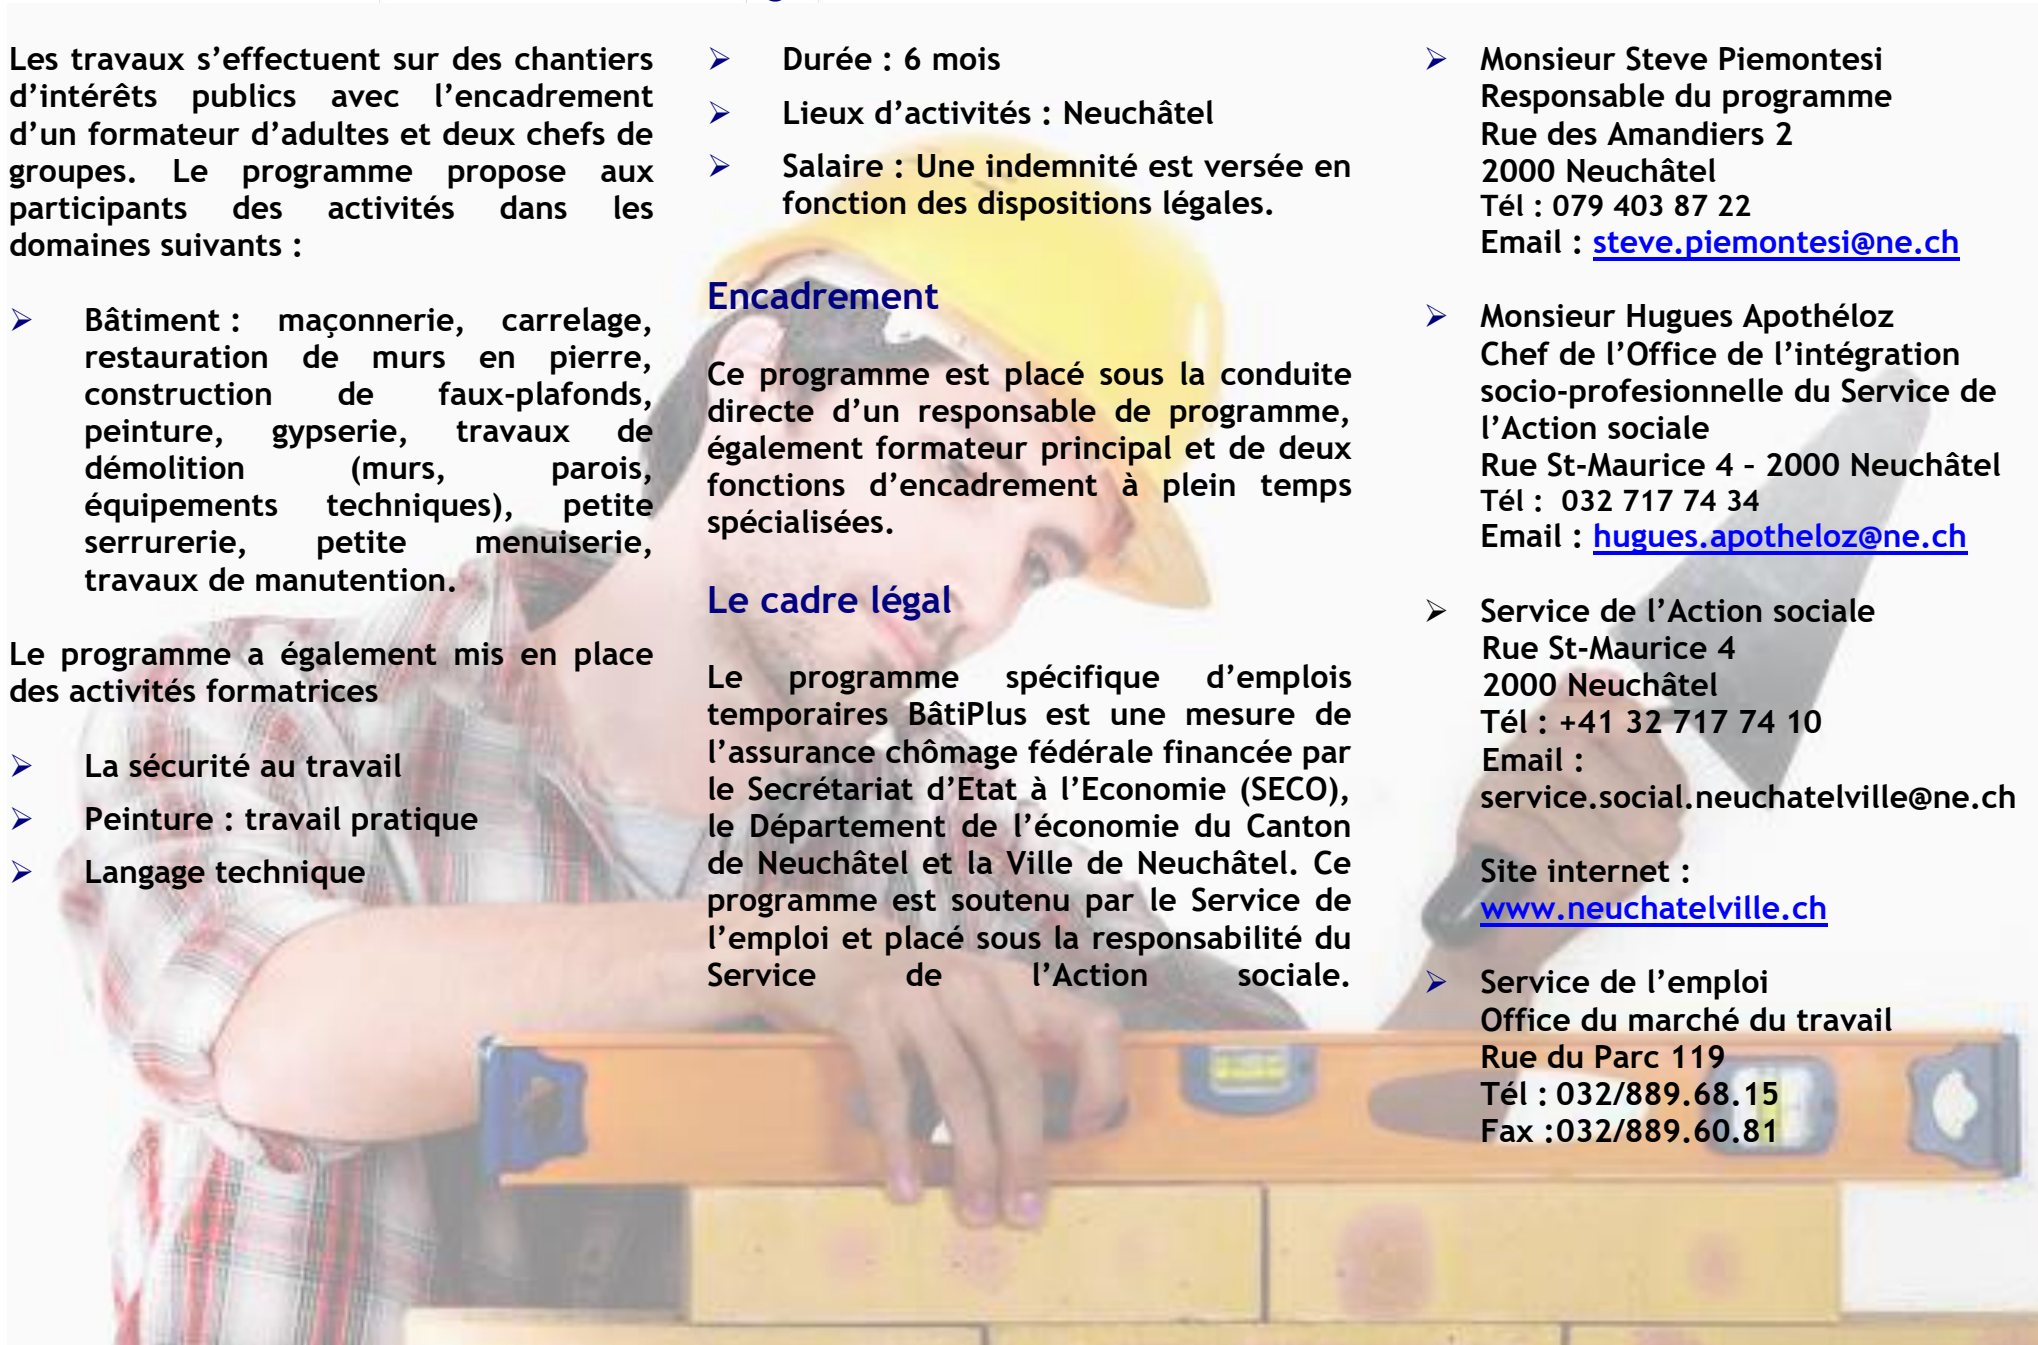 Les travaux s’effectuent sur des chantiers
d’intérêts publics avec l’encadrement
d’un formateur d’adultes et deux chefs de
groupes. Le programme propose aux
participants des activités dans les
domaines suivants :
➢ Bâtiment : maçonnerie, carrelage,
restauration de murs en pierre,
construction de faux-plafonds,
peinture, gypserie, travaux de
démolition (murs, parois,
équipements techniques), petite
serrurerie, petite menuiserie,
travaux de manutention.
Le programme a également mis en place
des activités formatrices
➢ La sécurité au travail
➢ Peinture : travail pratique
➢ Langage technique
➢ Durée : 6 mois
➢ Lieux d’activités : Neuchâtel
➢ Salaire : Une indemnité est versée en
fonction des dispositions légales.
Encadrement
Ce programme est placé sous la conduite
directe d’un responsable de programme,
également formateur principal et de deux
fonctions d’encadrement à plein temps
spécialisées.
Le cadre légal
Le programme spécifique d’emplois
temporaires BâtiPlus est une mesure de
l’assurance chômage fédérale financée par
le Secrétariat d’Etat à l’Economie (SECO),
le Département de l’économie du Canton
de Neuchâtel et la Ville de Neuchâtel. Ce
programme est soutenu par le Service de
l’emploi et placé sous la responsabilité du
Service de l’Action sociale.
➢ Monsieur Steve Piemontesi
Responsable du programme
Rue des Amandiers 2
2000 Neuchâtel
Tél : 079 403 87 22
Email : steve.piemontesi@ne.ch
➢ Monsieur Hugues Apothéloz
Chef de l’Office de l’intégration
socio-profesionnelle du Service de
l’Action sociale
Rue St-Maurice 4 – 2000 Neuchâtel
Tél : 032 717 74 34
Email : hugues.apotheloz@ne.ch
➢ Service de l’Action sociale
Rue St-Maurice 4
2000 Neuchâtel
Tél : +41 32 717 74 10
Email :
service.social.neuchatelville@ne.ch
Site internet :
www.neuchatelville.ch
➢ Service de l’emploi
Office du marché du travail
Rue du Parc 119
Tél : 032/889.68.15
Fax :032/889.60.81